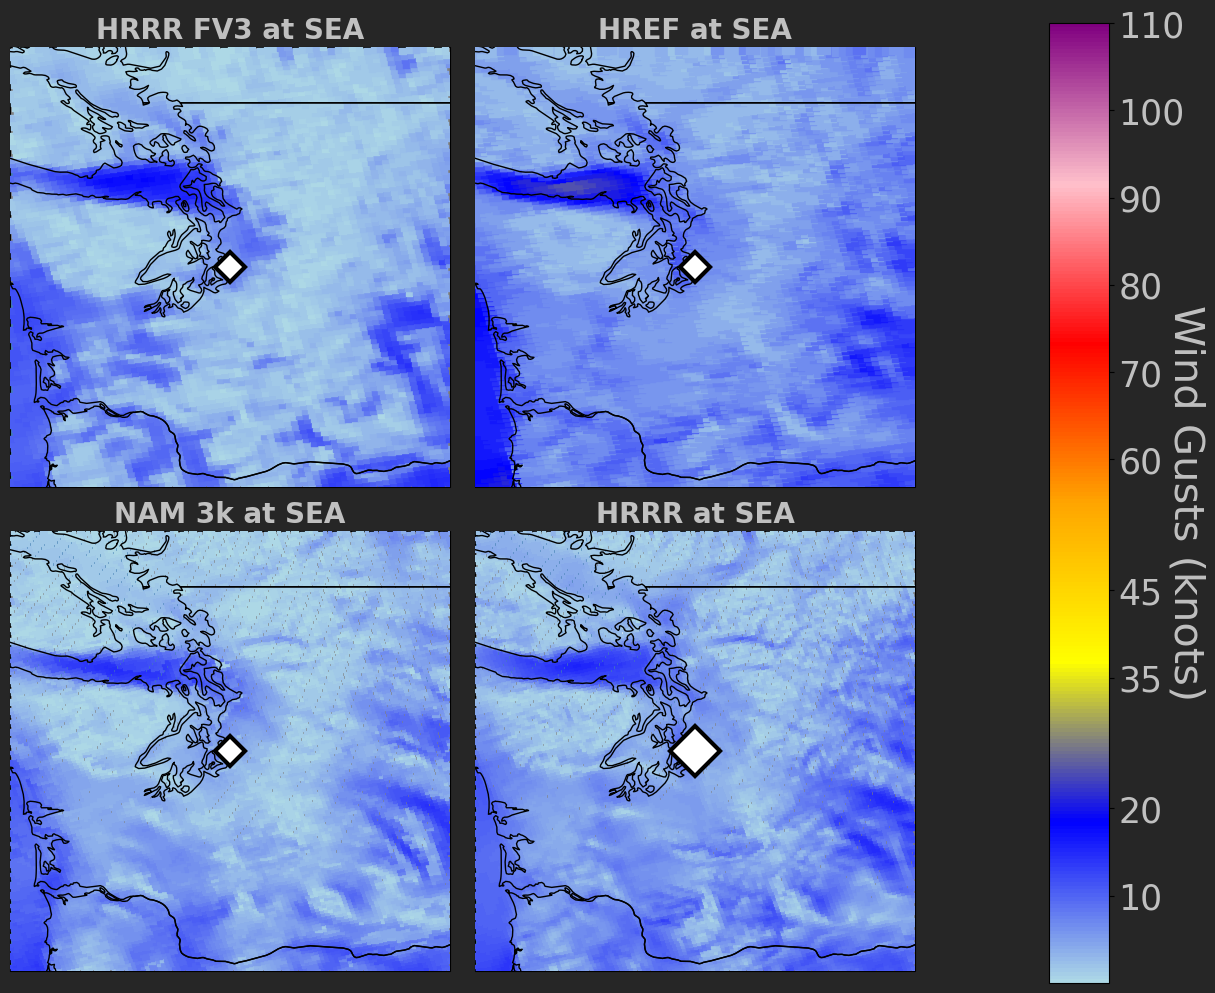 HRRR FV3 at SEA
HREF at SEA
NAM 3k at SEA
HRRR at SEA
110
100
90
80
70
60
45
35
20
10
Wind Gusts (knots)